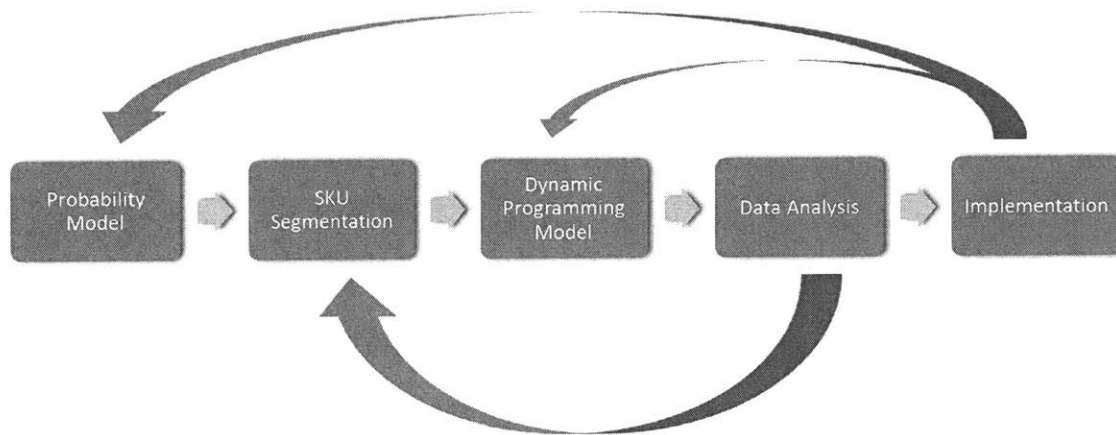 Probability
Model
SKU
Segmentation
Dynamic
Programming
Model
Data Analysis
Implementation